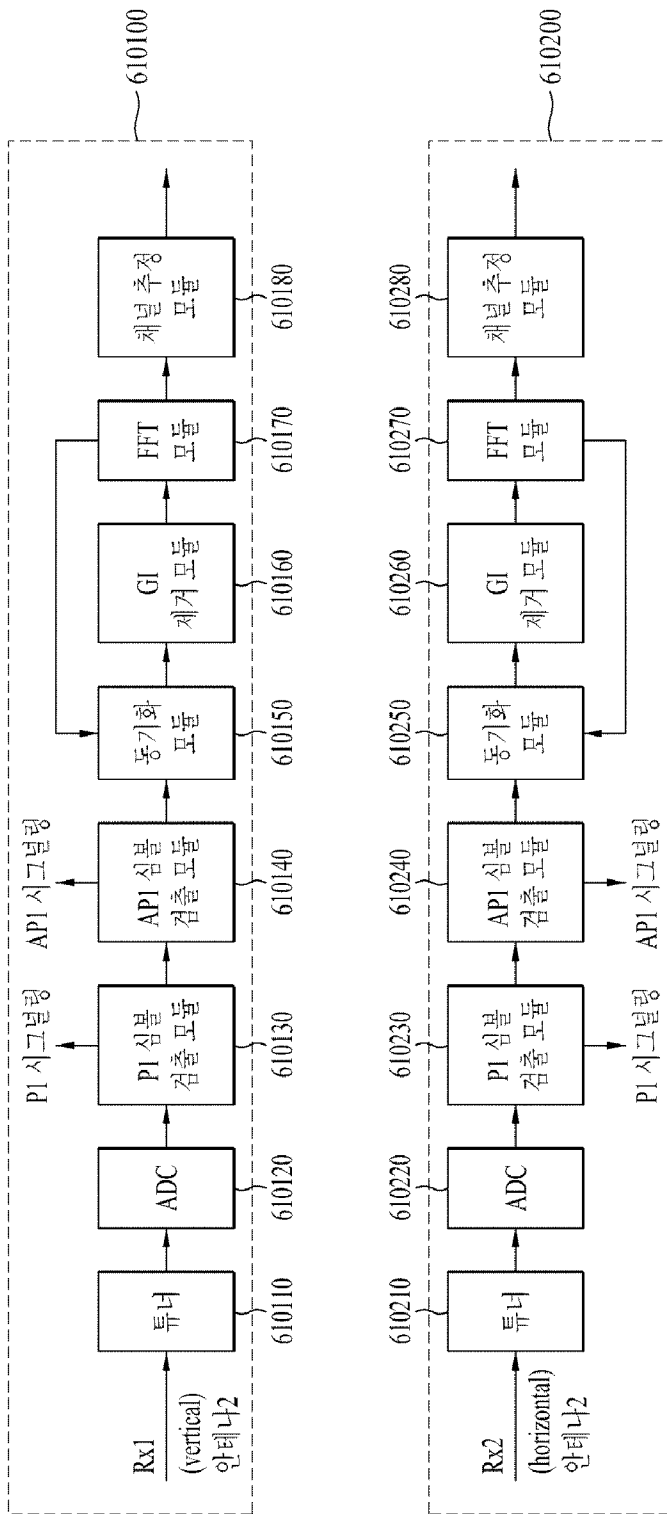 P1 시그널링
AP1 시그널링
Rx1
(vertical)
안테나2
튜너
ADC
P1 심볼
검출 모듈
AP1 심볼
검출 모듈
동기화
모듈
GI
제거 모듈
FFT
모듈
채널 추정
모듈
610110
610120
610130
610140
610150
610160
610170
610180
610100
610210
610220
610230
610240
610250
610260
610270
610280
610200
Rx2
(horizontal)
안테나2
튜너
ADC
P1 심볼
검출 모듈
AP1 심볼
검출 모듈
동기화
모듈
GI
제거 모듈
FFT
모듈
채널 추정
모듈
P1 시그널링
AP1 시그널링